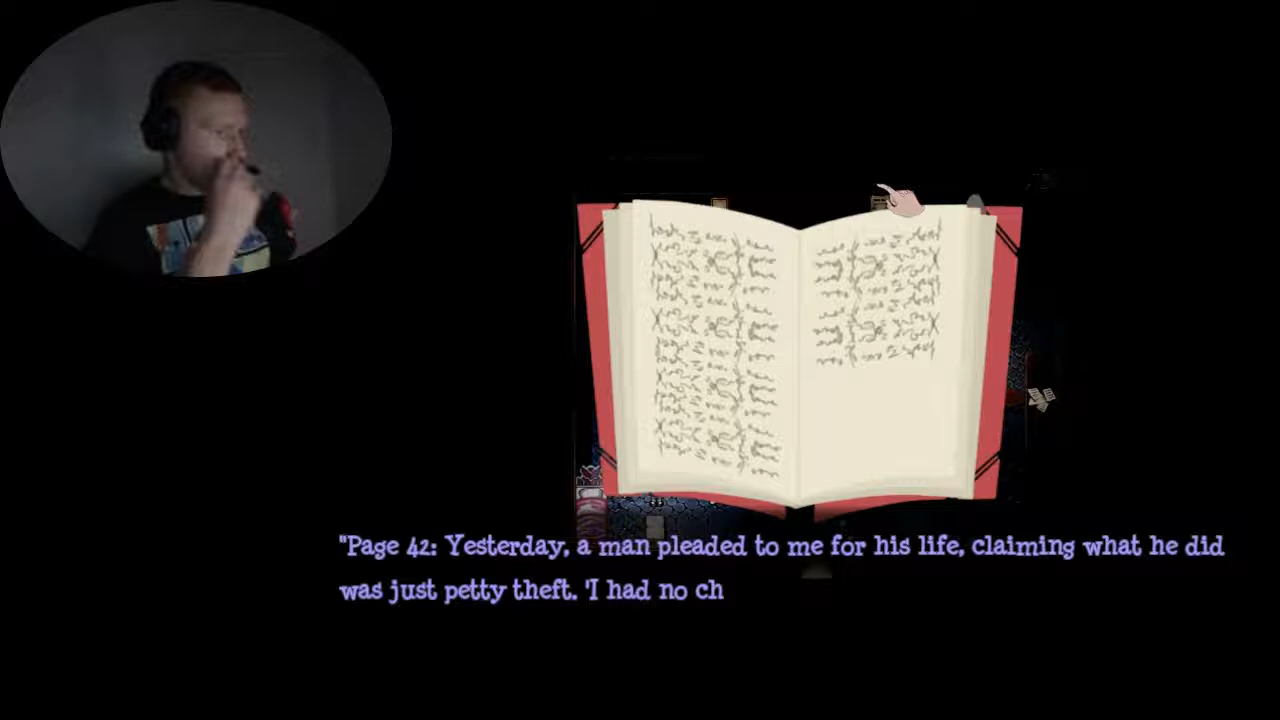 "Page 42: Yesterday, a man pleaded to me for his life, claiming what he did
was just petty theft. 'I had no ch